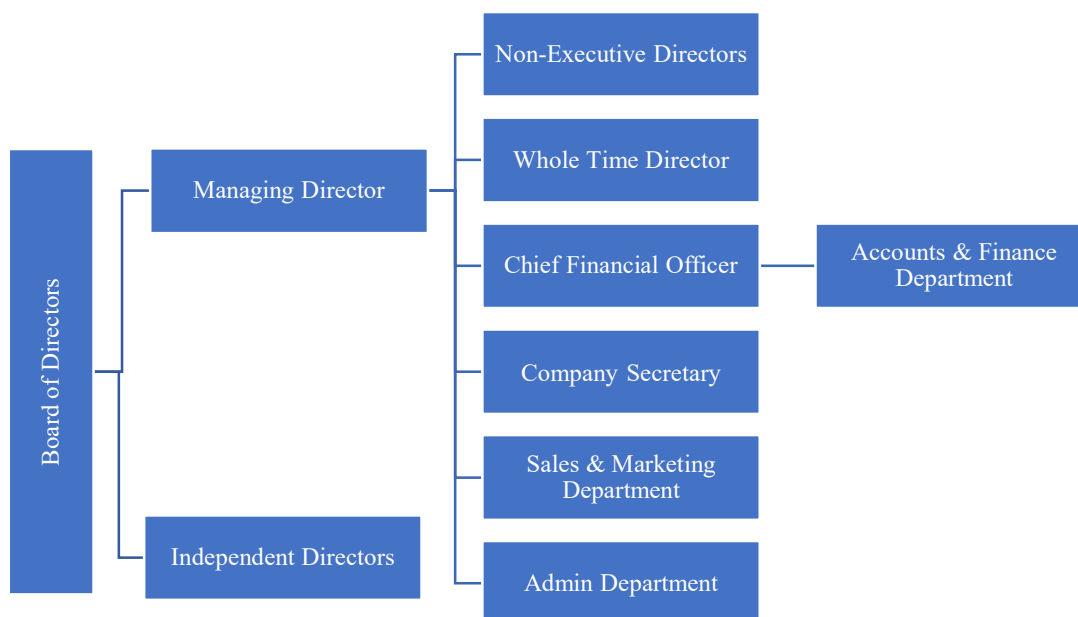 Board of Directors
Managing Director
Independent Directors
Non-Executive Directors
Whole Time Director
Chief Financial Officer
Company Secretary
Sales & Marketing
Department
Admin Department
Accounts & Finance
Department